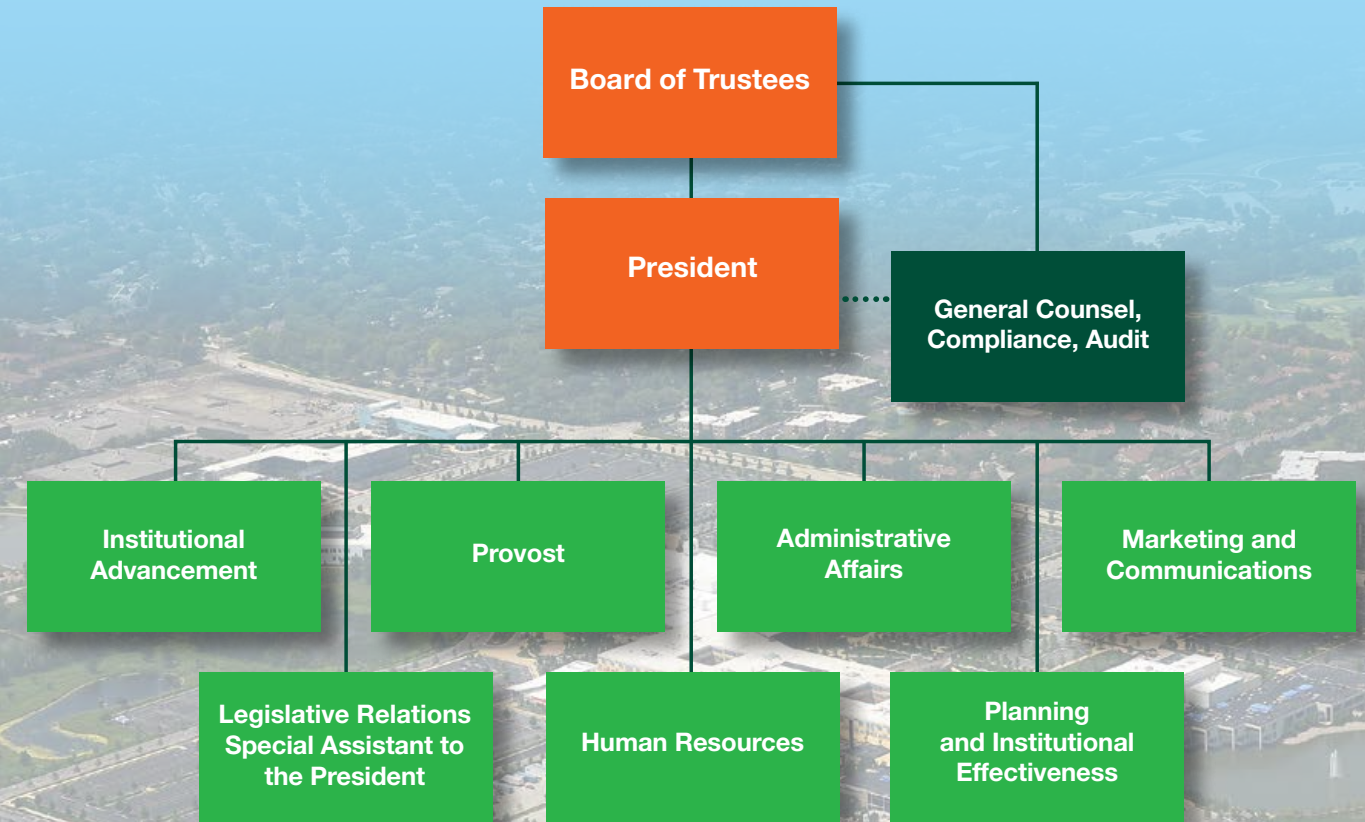 Board of Trustees
President
General Counsel,
Compliance, Audit
Institutional
Advancement
Provost
Administrative
Affairs
Marketing and
Communications
Legislative Relations
Special Assistant to
the President
Human Resources
Planning
and Institutional
Effectiveness